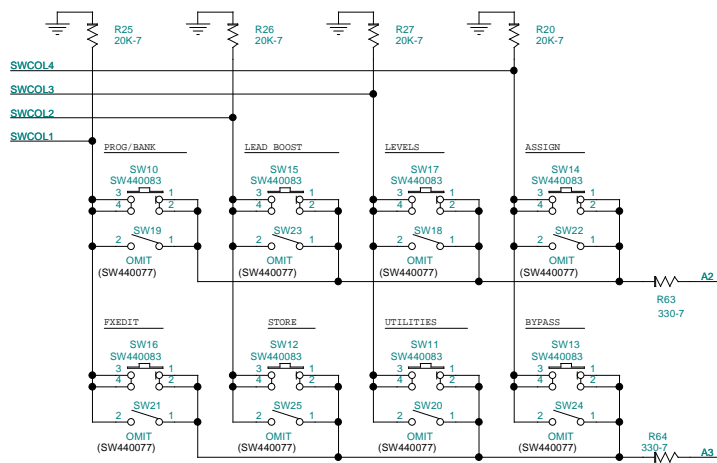 R25 R26 R27 R20
20K-7 20K-7 20K-7 20K-7
SWCOL4
SWCOL3
SWCOL2
SWCOL1
PROG/BANK LEAD BOOST LEVELS ASSIGN
SW10 SW15 SW17 SW14
SW440083 SW440083 SW440083 SW440083
3 1 3 1 3 1 3 1
4 2 4 2 4 2 4 2
SW19 SW23 SW18 SW22
2 1 2 1 2 1 2 1
OMIT OMIT OMIT OMIT
(SW440077) (SW440077) (SW440077) (SW440077)
A2
R63
330-7
FXEDIT STORE UTILITIES BYPASS
SW16 SW12 SW11 SW13
SW440083 SW440083 SW440083 SW440083
3 1 3 1 3 1 3 1
4 2 4 2 4 2 4 2
SW21 SW25 SW20 SW24
2 1 2 1 2 1 2 1
OMIT OMIT OMIT OMIT
(SW440077) (SW440077) (SW440077) (SW440077)
R64
330-7
A3